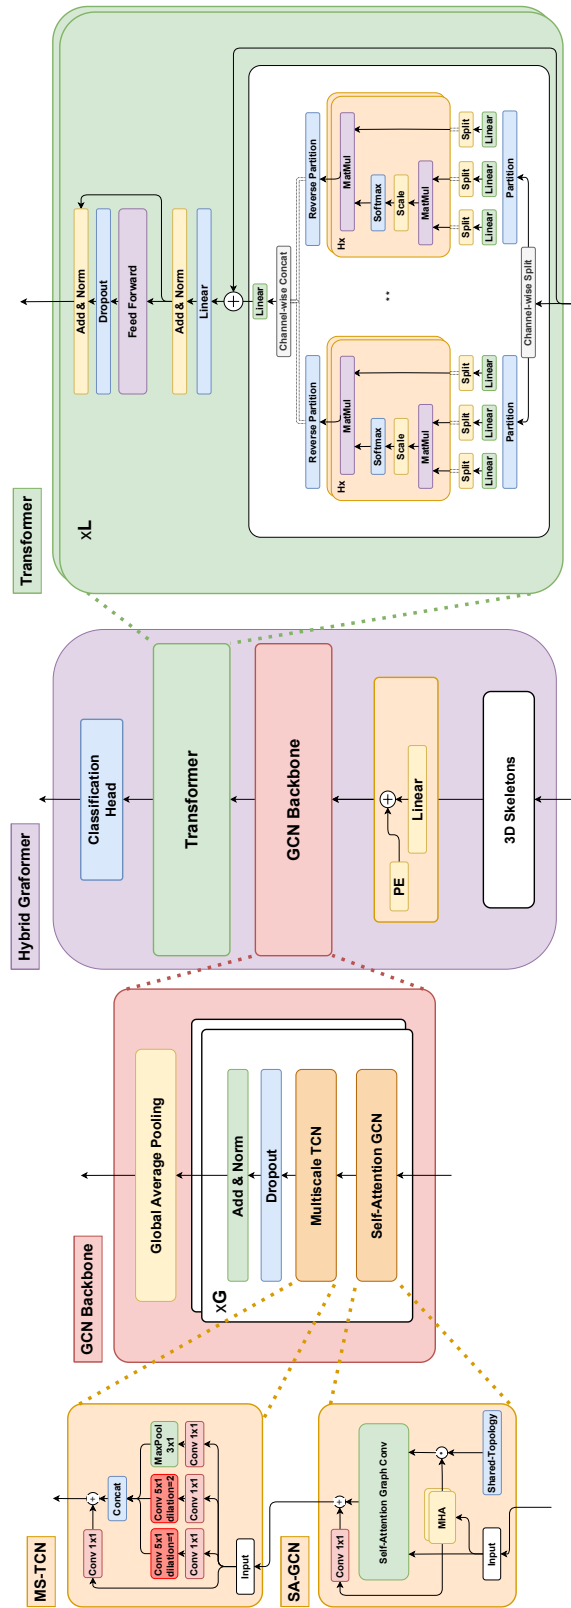 MS-TCN
Conv 1x1
Concat
Conv 5x1
dilation=1
Conv 5x1
dilation=2
MaxPool
3x1
Conv 1x1
Conv 1x1
Conv 1x1
Input
SA-GCN
Conv 1x1
Self-Attention Graph Conv
MHA
Input
Shared-Topology
GCN Backbone
Global Average Pooling
xG
Add & Norm
Dropout
Multiscale TCN
Self-Attention GCN
Hybrid Graformer
Classification
Head
Transformer
GCN Backbone
PE
Linear
3D Skeletons
Transformer
xL
Add & Norm
Dropout
Feed Forward
Add & Norm
Linear
Linear
Channel-wise Concat
Reverse Partition
Hx
MatMul
Softmax
Scale
MatMul
Split
Split
Split
Linear
Linear
Linear
Partition
Reverse Partition
Hx
MatMul
Softmax
Scale
MatMul
Split
Split
Split
Linear
Linear
Linear
Partition
Channel-wise Split